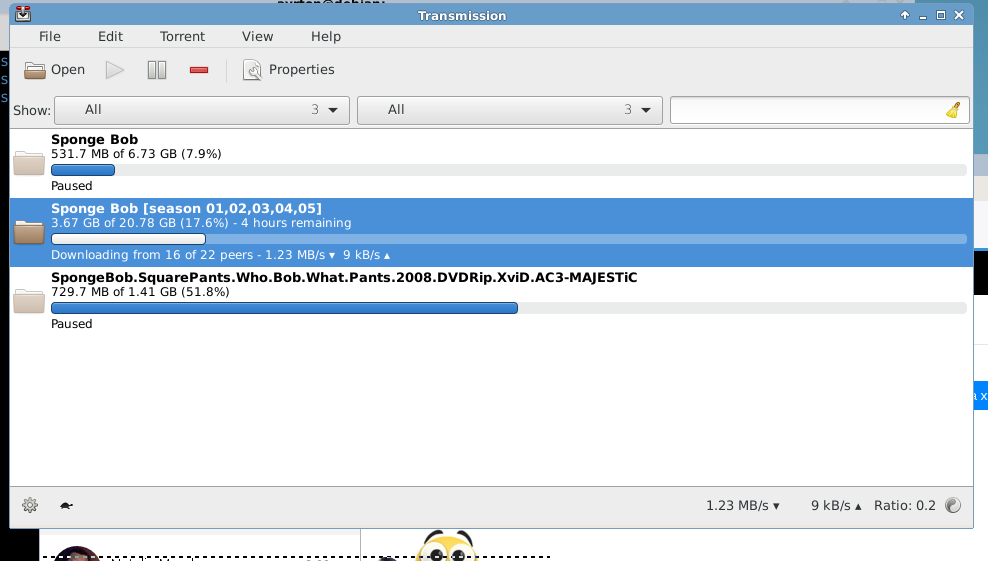 Transmission
File Edit Torrent View Help
Open Properties
Show: All 3 All 3
Sponge Bob
531.7 MB of 6.73 GB (7.9%)
Paused
Sponge Bob [season 01,02,03,04,05]
3.67 GB of 20.78 GB (17.6%) - 4 hours remaining
Downloading from 16 of 22 peers - 1.23 MB/s ▾ 9 kB/s ▴
SpongeBob.SquarePants.Who.Bob.What.Pants.2008.DVDRip.XviD.AC3-MAJESTiC
729.7 MB of 1.41 GB (51.8%)
Paused
1.23 MB/s ▾ 9 kB/s ▴ Ratio: 0.2